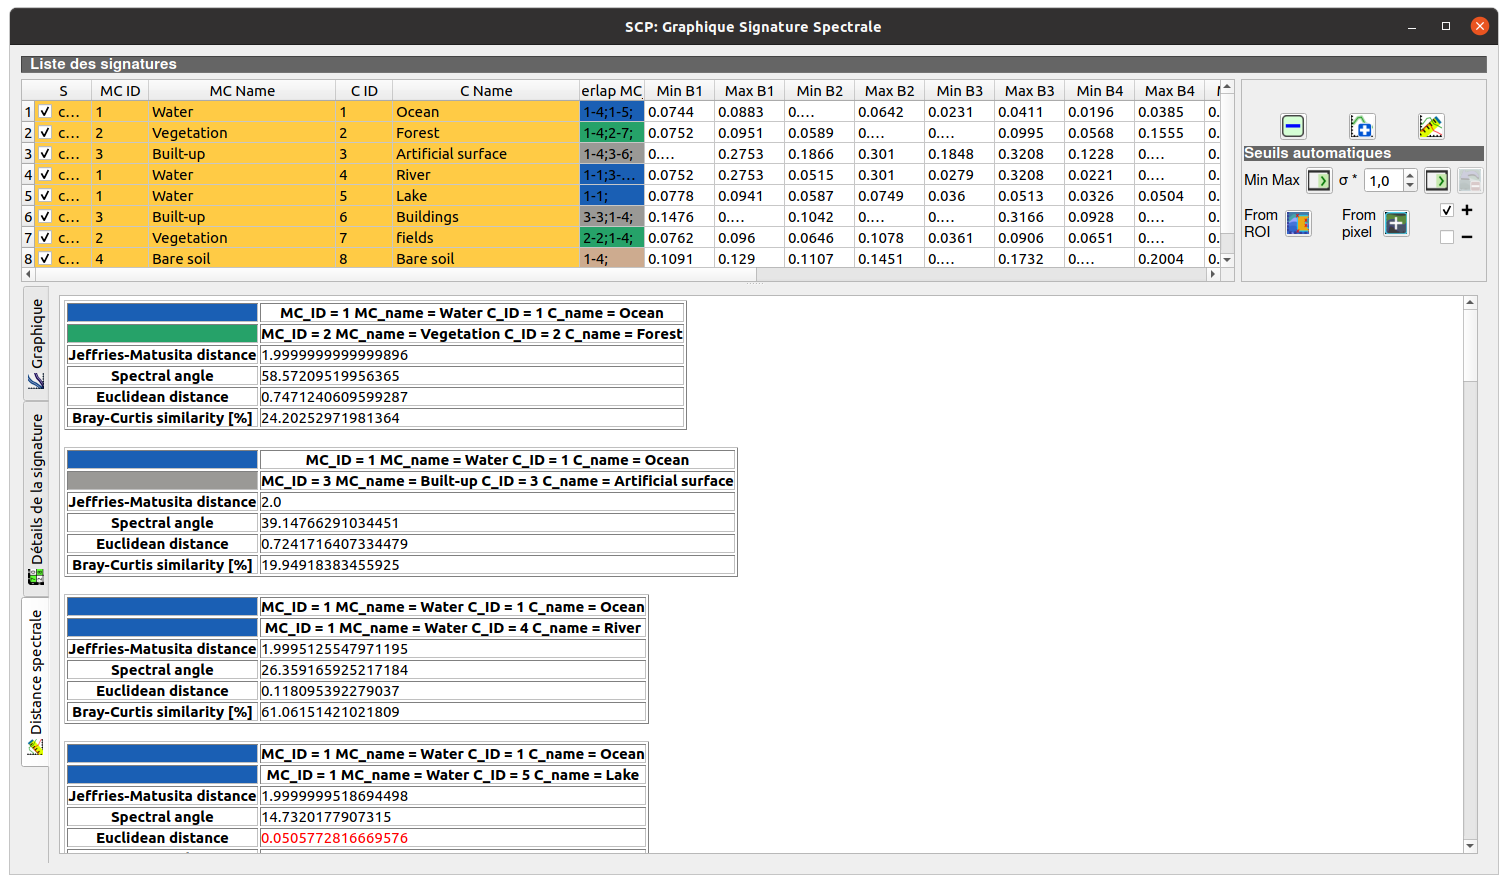 SCP: Graphique Signature Spectrale
Liste des signatures
S MC ID MC Name C ID C Name erlap MC_ Min B1 Max B1 Min B2 Max B2 Min B3 Max B3 Min B4 Max B4
1 c... 1 Water 1 Ocean 1-4;1-5; 0.0744 0.0883 0.... 0.0642 0.0231 0.0411 0.0196 0.0385 0.
2 c... 2 Vegetation 2 Forest 1-4;2-7; 0.0752 0.0951 0.0589 0.... 0.... 0.0995 0.0568 0.1555 0.
3 c... 3 Built-up 3 Artificial surface 1-4;3-6; 0.... 0.2753 0.1866 0.301 0.1848 0.3208 0.1228 0.... 0.
4 c... 1 Water 4 River 1-1;3-... 0.0752 0.2753 0.0515 0.301 0.0279 0.3208 0.0221 0.... 0.
5 c... 1 Water 5 Lake 1-1; 0.0778 0.0941 0.0587 0.0749 0.036 0.0513 0.0326 0.0504 0.
6 c... 3 Built-up 6 Buildings 3-3;1-4; 0.1476 0.... 0.1042 0.... 0.... 0.3166 0.0928 0.... 0.
7 c... 2 Vegetation 7 fields 2-2;1-4; 0.0762 0.096 0.0646 0.1078 0.0361 0.0906 0.0651 0.... 0.
8 c... 4 Bare soil 8 Bare soil 1-4; 0.1091 0.129 0.1107 0.1451 0.... 0.1732 0.... 0.2004 0.
Seuils automatiques
Min Max σ * 1,0
From ROI From pixel + −
Graphique
Détails de la signature
Distance spectrale
MC_ID = 1 MC_name = Water C_ID = 1 C_name = Ocean
MC_ID = 2 MC_name = Vegetation C_ID = 2 C_name = Forest
Jeffries-Matusita distance 1.9999999999999896
Spectral angle 58.57209519956365
Euclidean distance 0.7471240609599287
Bray-Curtis similarity [%] 24.20252971981364
MC_ID = 1 MC_name = Water C_ID = 1 C_name = Ocean
MC_ID = 3 MC_name = Built-up C_ID = 3 C_name = Artificial surface
Jeffries-Matusita distance 2.0
Spectral angle 39.14766291034451
Euclidean distance 0.7241716407334479
Bray-Curtis similarity [%] 19.94918383455925
MC_ID = 1 MC_name = Water C_ID = 1 C_name = Ocean
MC_ID = 1 MC_name = Water C_ID = 4 C_name = River
Jeffries-Matusita distance 1.9995125547971195
Spectral angle 26.359165925217184
Euclidean distance 0.118095392279037
Bray-Curtis similarity [%] 61.06151421021809
MC_ID = 1 MC_name = Water C_ID = 1 C_name = Ocean
MC_ID = 1 MC_name = Water C_ID = 5 C_name = Lake
Jeffries-Matusita distance 1.9999999518694498
Spectral angle 14.7320177907315
Euclidean distance 0.0505772816669576